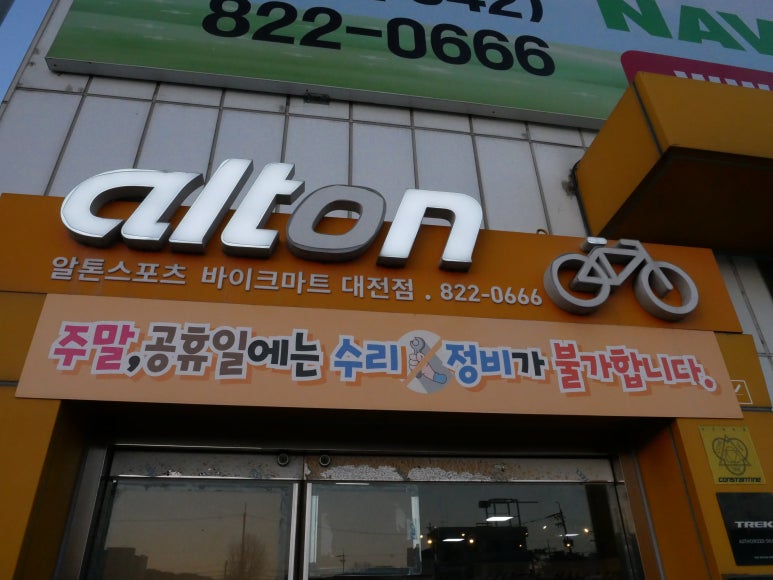 822-0666
NAV
alton
알톤스포츠 바이크마트 대전점 . 822-0666
주말,공휴일에는 수리 정비가 불가합니다.
CONSTANTINE
TREK